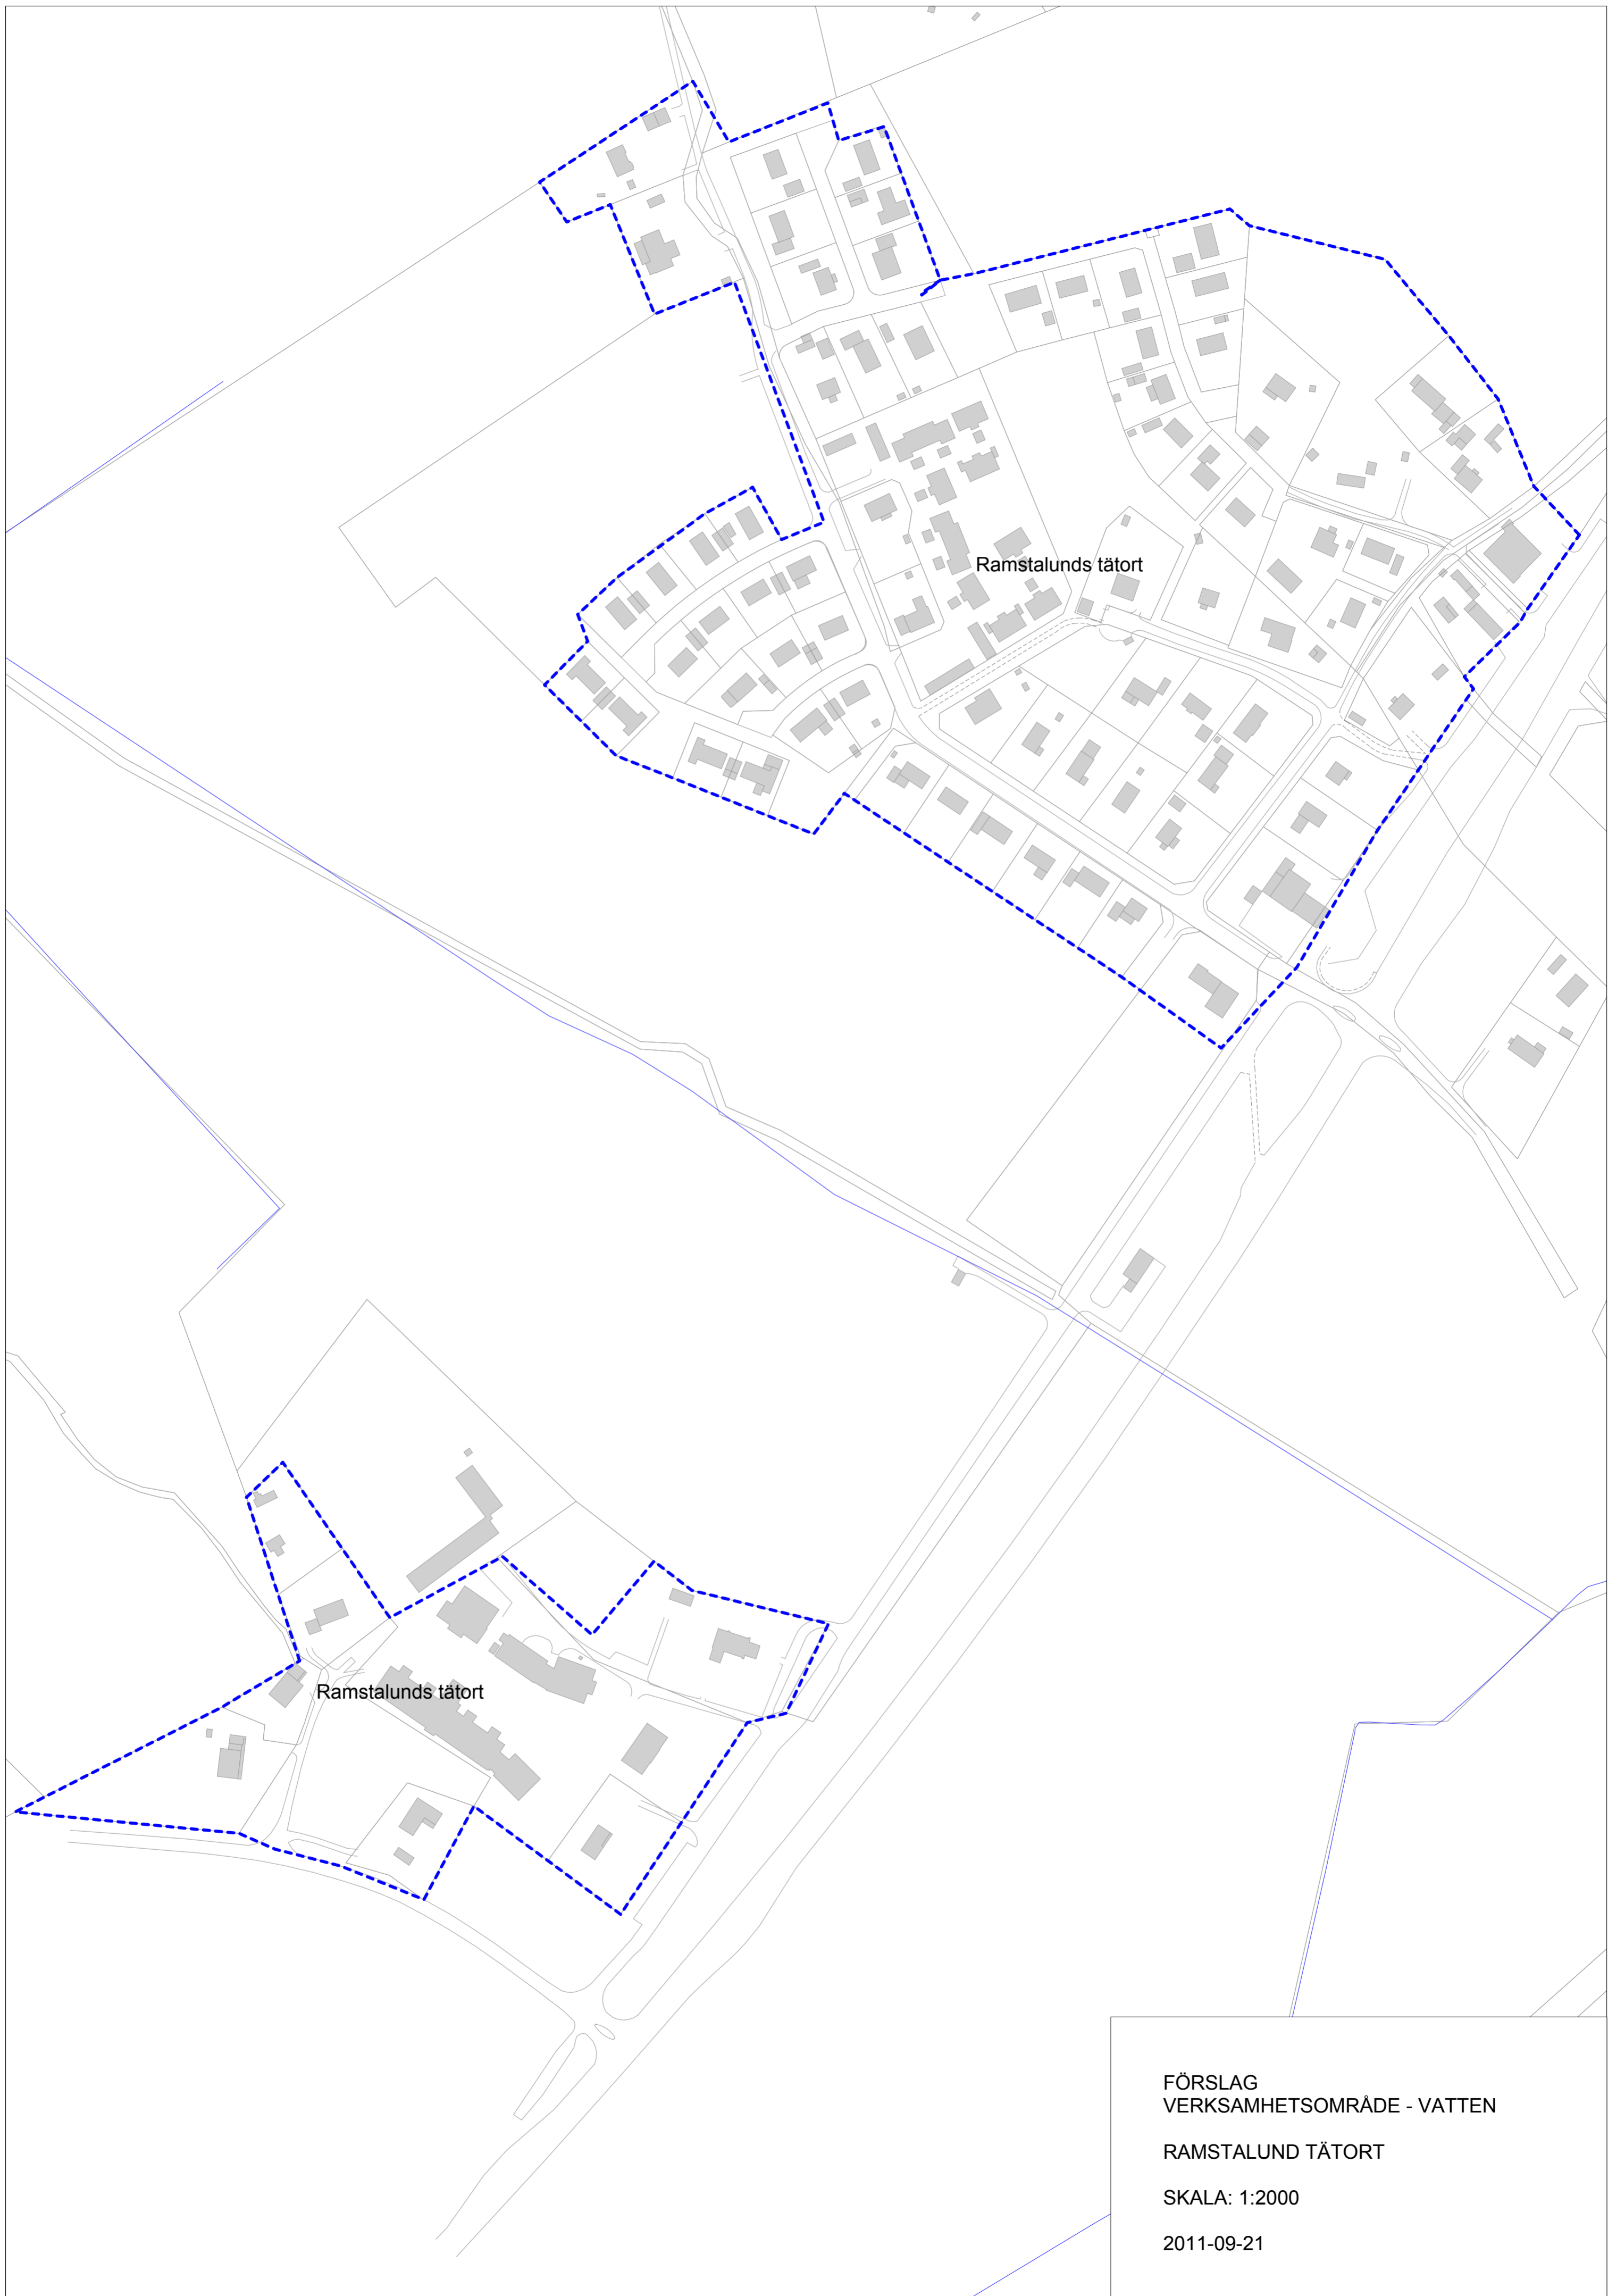 Ramstalunds tätort
Ramstalunds tätort
FÖRSLAG
VERKSAMHETSOMRÅDE - VATTEN
RAMSTALUND TÄTORT
SKALA: 1:2000
2011-09-21